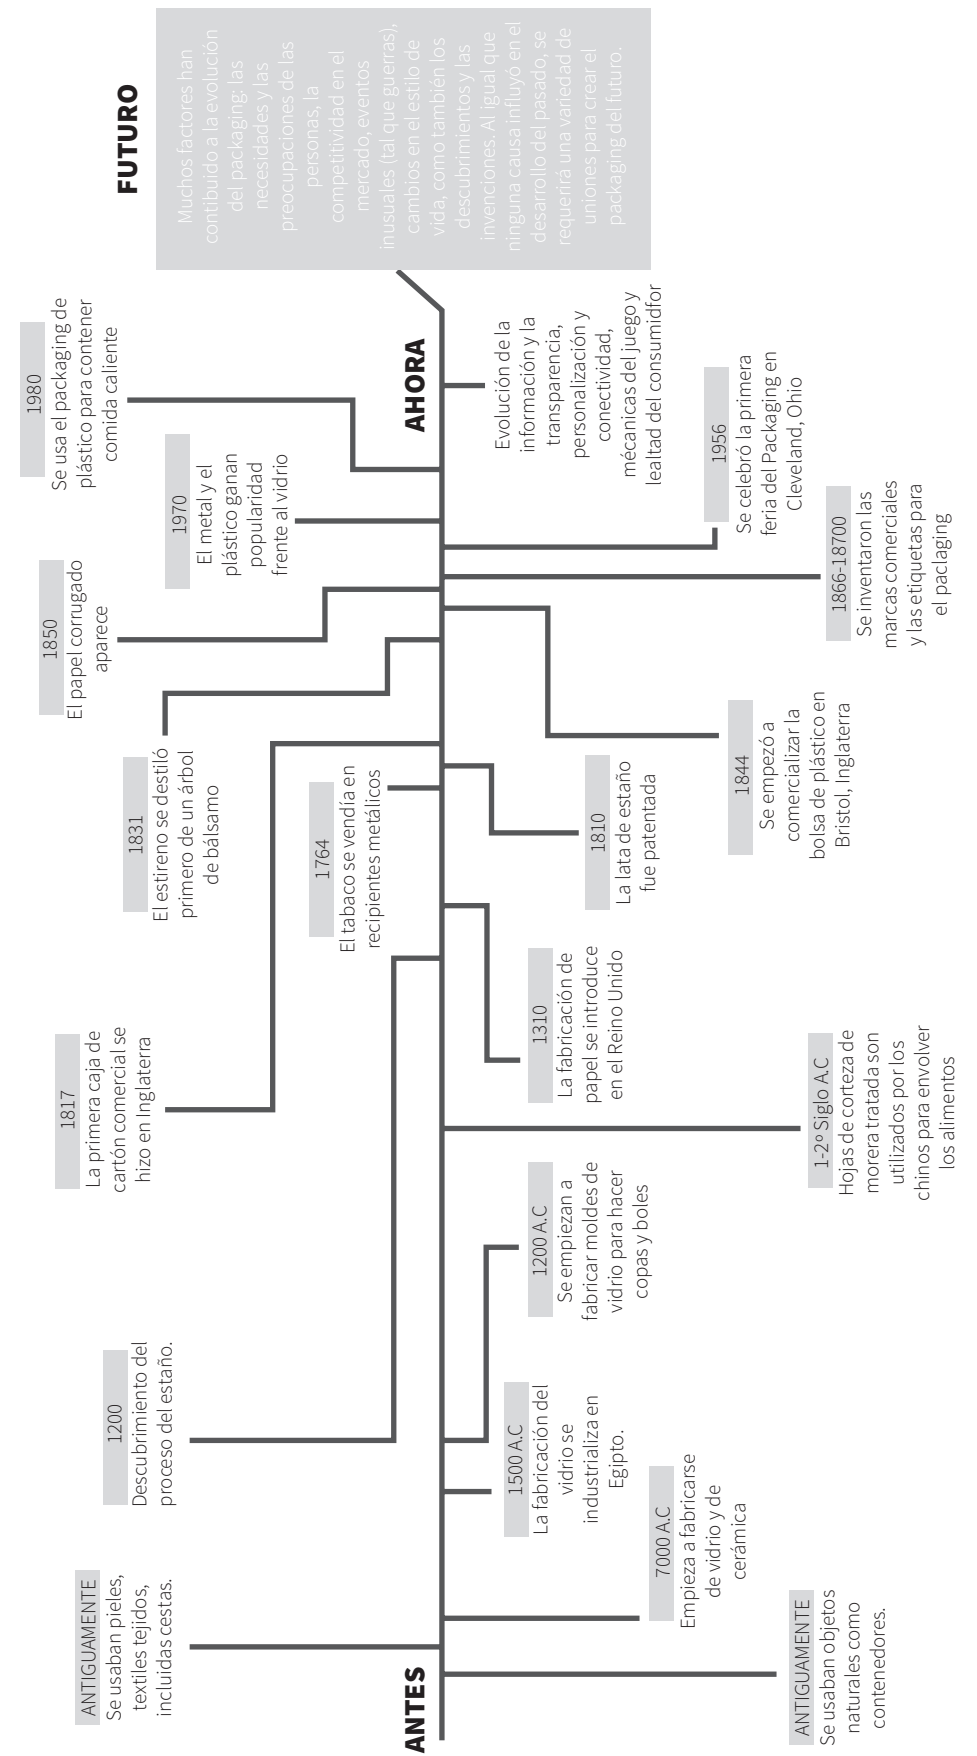 ANTES
ANTIGUAMENTE
Se usaban objetos
naturales como
contenedores.
ANTIGUAMENTE
Se usaban pieles,
textiles tejidos,
incluidas cestas.
7000 A.C
Empieza a fabricarse
de vidrio y de
cerámica
1500 A.C
La fabricación del
vidrio se
industrializa en
Egipto.
1200 A.C
Se empiezan a
fabricar moldes de
vidrio para hacer
copas y boles
1-2º Siglo A.C
Hojas de corteza de
morera tratada son
utilizados por los
chinos para envolver
los alimentos
1200
Descubrimiento del
proceso del estaño.
1310
La fabricación de
papel se introduce
en el Reino Unido
1764
El tabaco se vendía en
recipientes metálicos
1810
La lata de estaño
fue patentada
1817
La primera caja de
cartón comercial se
hizo en Inglaterra
1831
El estireno se destiló
primero de un árbol
de bálsamo
1844
Se empezó a
comercializar la
bolsa de plástico en
Bristol, Inglaterra
1850
El papel corrugado
aparece
1866-18700
Se inventaron las
marcas comerciales
y las etiquetas para
el paclaging
1956
Se celebró la primera
feria del Packaging en
Cleveland, Ohio
1970
El metal y el
plástico ganan
popularidad
frente al vidrio
1980
Se usa el packaging de
plástico para contener
comida caliente
AHORA
Evolución de la
información y la
transparencia,
personalización y
conectividad,
mécanicas del juego y
lealtad del consumidfor
FUTURO
Muchos factores han
contibuido a la evolución
del packaging: las
necesidades y las
preocupaciones de las
personas, la
competitividad en el
mercado, eventos
inusuales (tal que guerras),
cambios en el estilo de
vida, como también los
descubrimientos y las
invenciones. Al igual que
ninguna causa influyó en el
desarrollo del pasado, se
requerirá una variedad de
uniones para crear el
packaging del futuro.